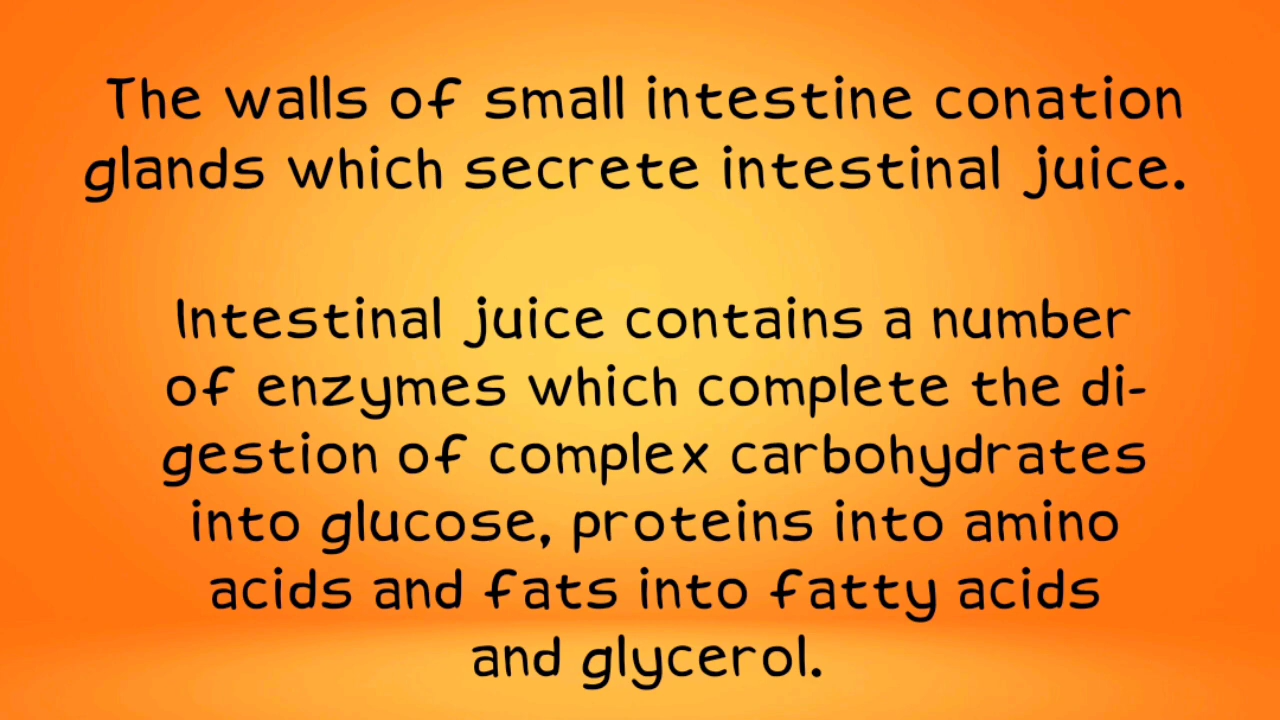 The walls of small intestine conation
glands which secrete intestinal juice.
Intestinal juice contains a number
of enzymes which complete the di-
gestion of complex carbohydrates
into glucose, proteins into amino
acids and fats into fatty acids
and glycerol.